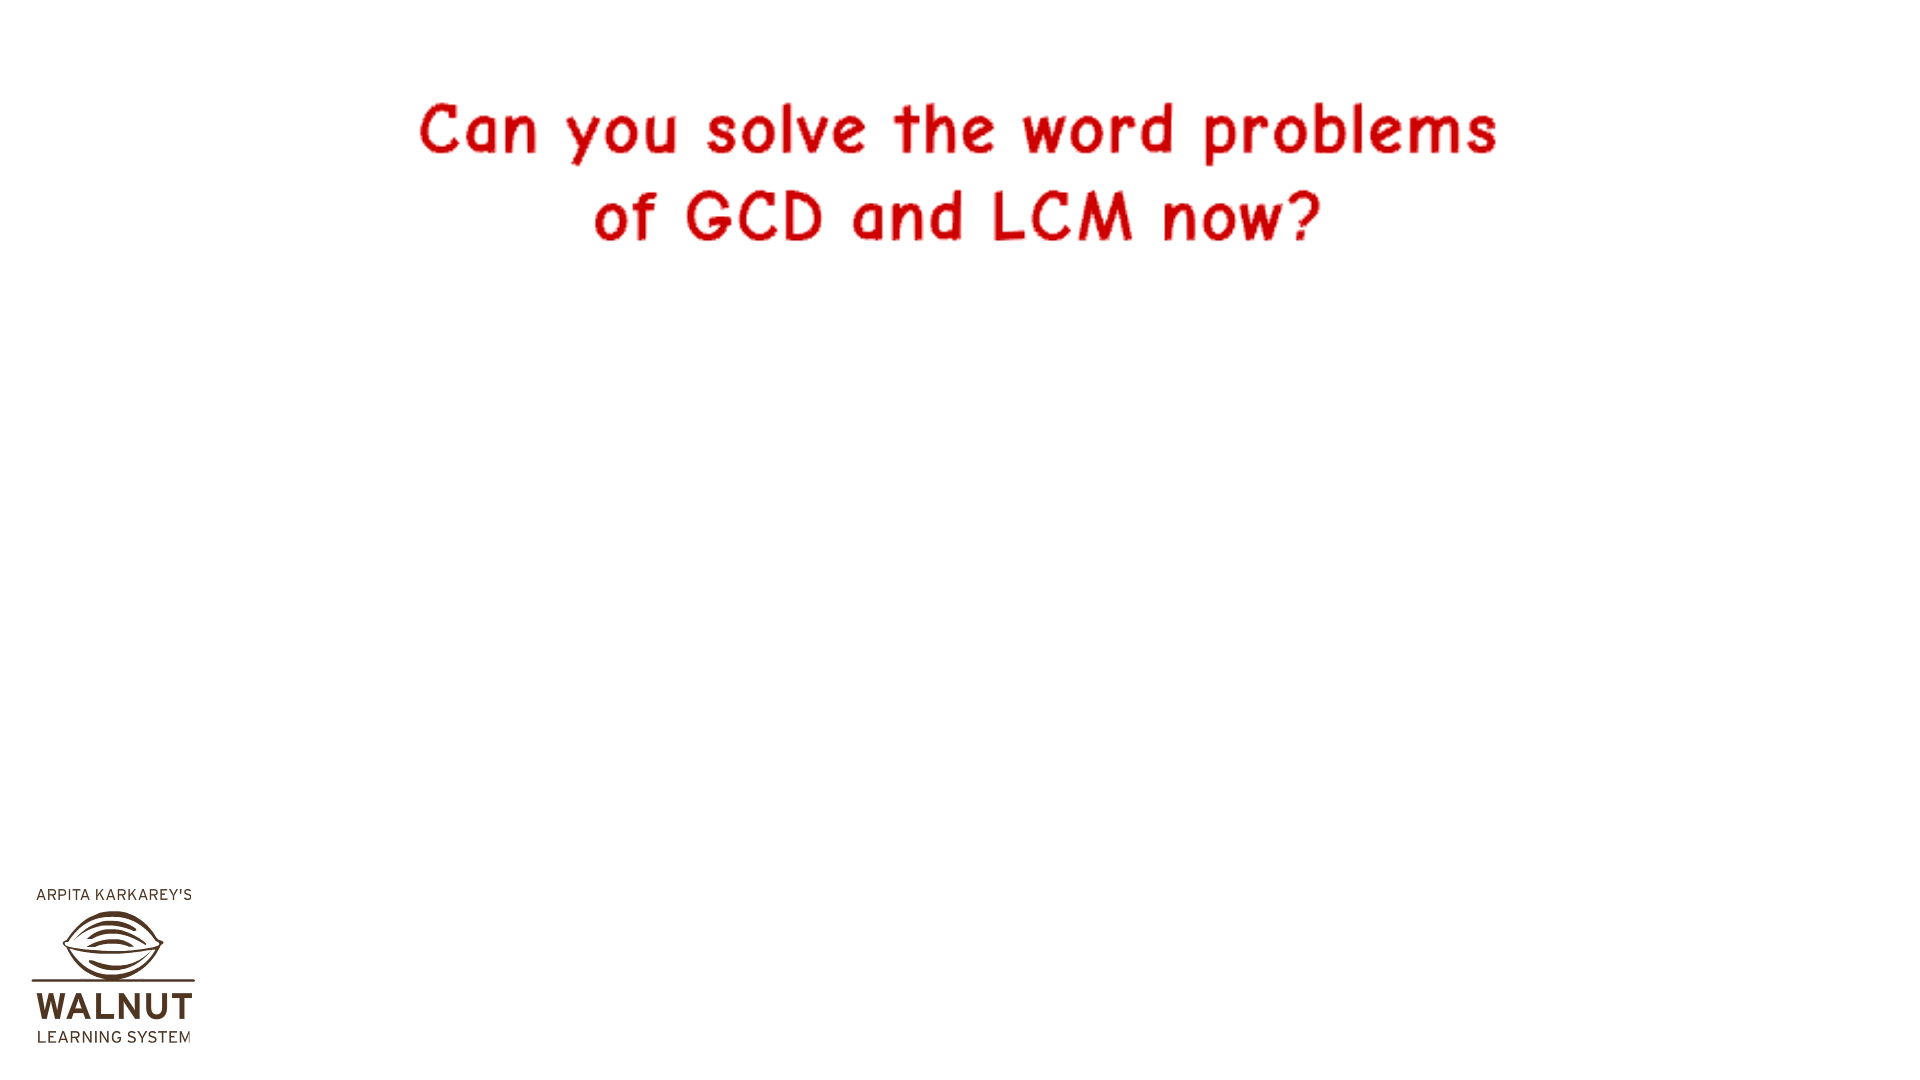 Can you solve the word problems
of GCD and LCM now?
ARPITA KARKAREY'S
WALNUT
LEARNING SYSTEM